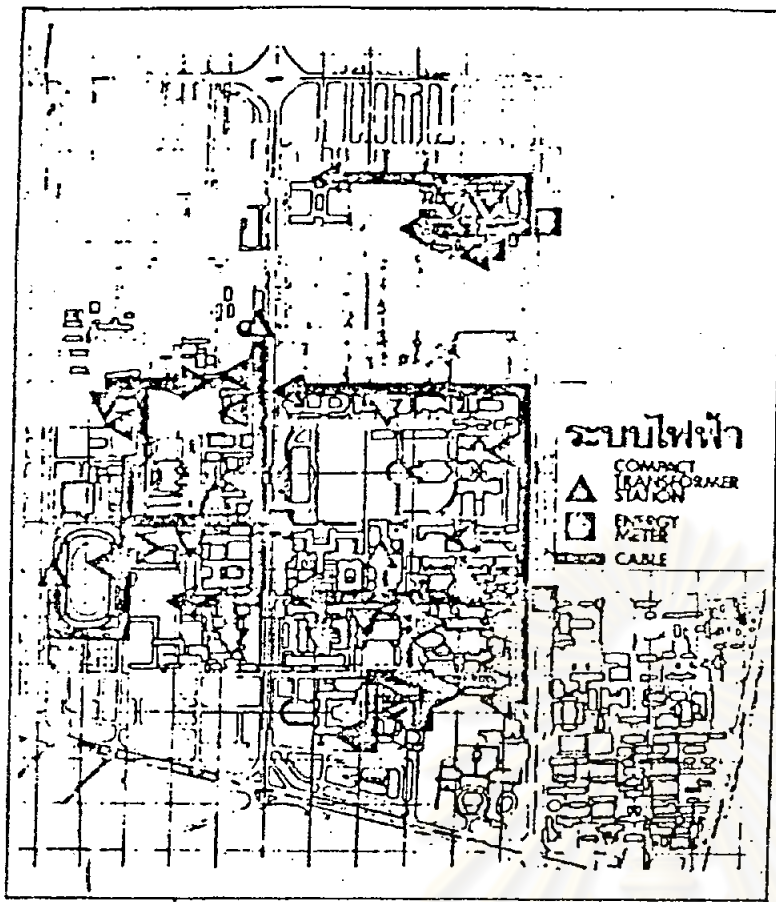 ระบบไฟฟ้า
COMPACT
TRANSFORMER
STATION
ENERGY
METER
CABLE